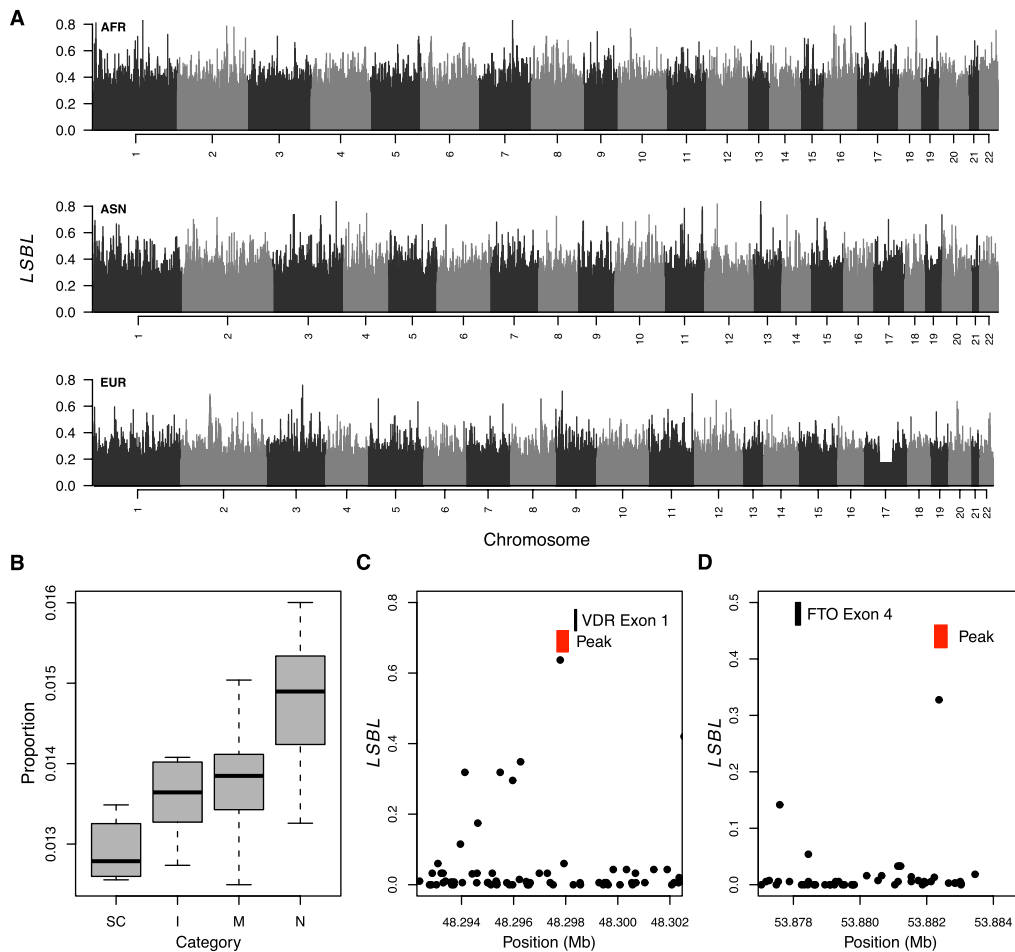 A
AFR
0.8
0.6
0.4
0.2
0.0
1 2 3 4 5 6 7 8 9 10 11 12 13 14 15 16 17 18 19 20 21 22
ASN
0.8
0.6
0.4
0.2
0.0
LSBL
1 2 3 4 5 6 7 8 9 10 11 12 13 14 15 16 17 18 19 20 21 22
EUR
0.8
0.6
0.4
0.2
0.0
1 2 3 4 5 6 7 8 9 10 11 12 13 14 15 16 17 18 19 20 21 22
Chromosome
B
0.016
0.015
0.014
0.013
Proportion
SC I M N
Category
C
0.8
0.6
0.4
0.2
0.0
LSBL
VDR Exon 1
Peak
48.294 48.296 48.298 48.300 48.302
Position (Mb)
D
0.5
0.4
0.3
0.2
0.1
0.0
LSBL
FTO Exon 4
Peak
53.878 53.880 53.882 53.884
Position (Mb)